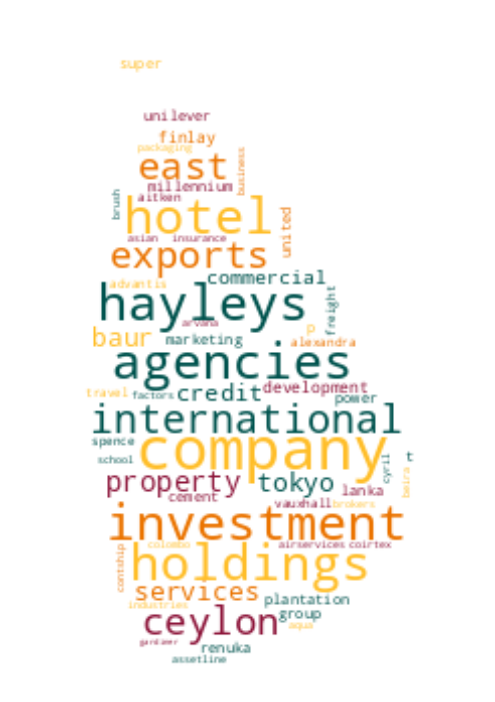 super
unilever
finlay
packaging
east
business
millennium
aitken
brush
hotel
united
asian insurance
exports
commercial
advantis
hayleys
freight
arvana
p
baur marketing alexandra
agencies
travel factors credit development
power
international
spence
company
school
cyril
t
beira
property tokyo lanka
cement
vauxhall brokers
investment
colombo airservices coirtex
holdings
contship
services
plantation
industries
group
ceylon
aqua
gardiner
renuka
assetline